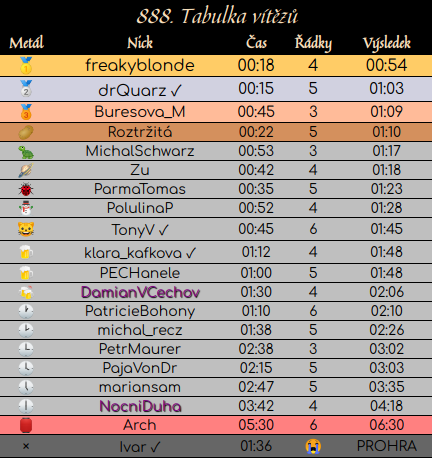 888. Tabulka vítězů
Metál Nick Čas Řádky Výsledek
🥇 freakyblonde 00:18 4 00:54
🥈 drQuarz ✓ 00:15 5 01:03
🥉 Buresova_M 00:45 3 01:09
🥔 Roztržitá 00:22 5 01:10
🐢 MichalSchwarz 00:53 3 01:17
Zu 00:42 4 01:18
🐞 ParmaTomas 00:35 5 01:23
PolulinaP 00:52 4 01:28
TonyV ✓ 00:45 6 01:45
🍺 klara_kafkova ✓ 01:12 4 01:48
🍺 PECHanele 01:00 5 01:48
DamianVCechov 01:30 4 02:06
PatricieBohony 01:10 6 02:10
michal_recz 01:38 5 02:26
PetrMaurer 02:38 3 03:02
PajaVonDr 02:15 5 03:03
mariansam 02:47 5 03:35
NocniDuha 03:42 4 04:18
Arch 05:30 6 06:30
× Ivar ✓ 01:36 😭 PROHRA